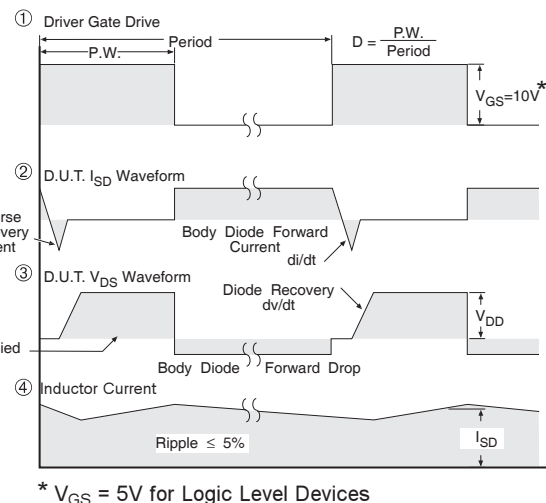 ① Driver Gate Drive
P.W.
Period
D = P.W.
Period
V_GS=10V*
② D.U.T. I_SD Waveform
Body Diode Forward
Current
di/dt
③ D.U.T. V_DS Waveform
Diode Recovery
dv/dt
V_DD
Body Diode Forward Drop
④ Inductor Current
Ripple ≤ 5%
I_SD
* V_GS = 5V for Logic Level Devices